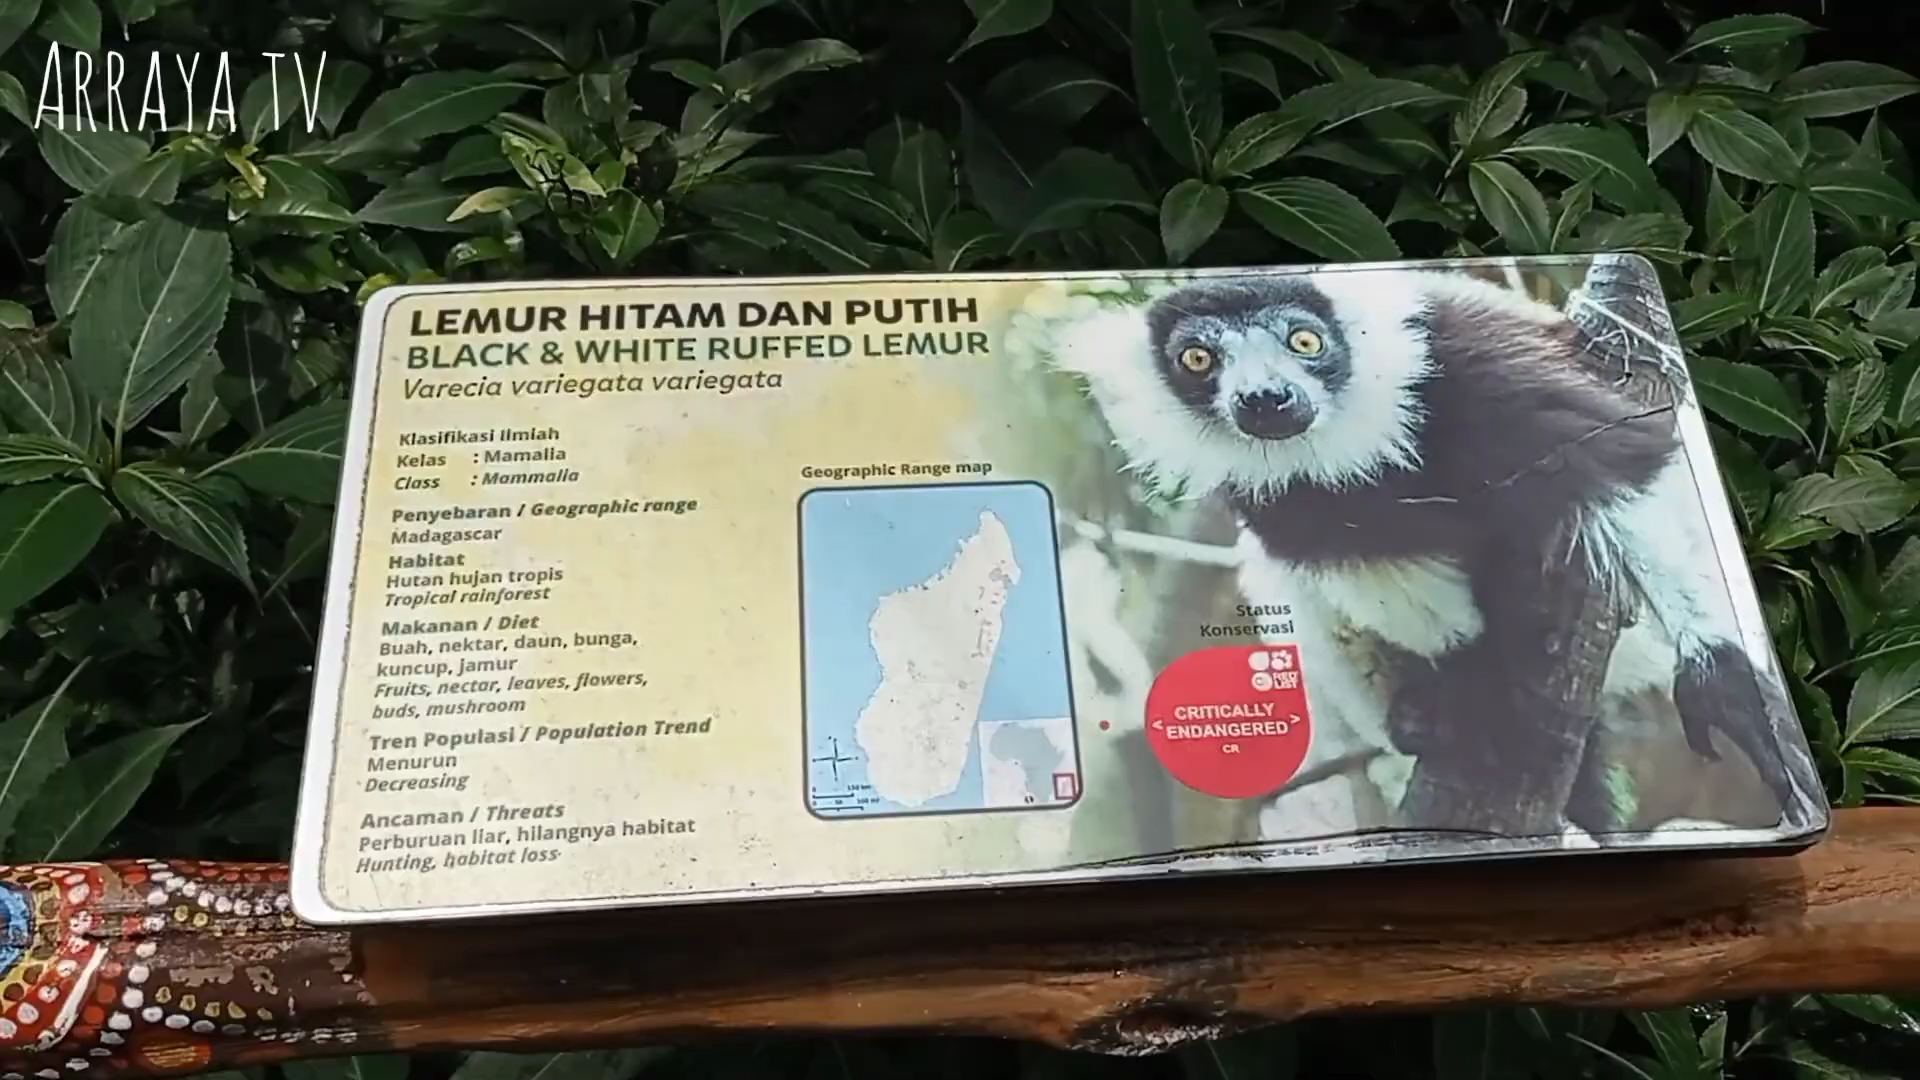 ARRAYA TV
LEMUR HITAM DAN PUTIH
BLACK & WHITE RUFFED LEMUR
Varecia variegata variegata
Klasifikasi Ilmiah
Kelas : Mamalia
Class : Mammalia
Penyebaran / Geographic range
Madagascar
Habitat
Hutan hujan tropis
Tropical rainforest
Makanan / Diet
Buah, nektar, daun, bunga,
kuncup, jamur
Fruits, nectar, leaves, flowers,
buds, mushroom
Tren Populasi / Population Trend
Menurun
Decreasing
Ancaman / Threats
Perburuan liar, hilangnya habitat
Hunting, habitat loss
Geographic Range map
Status
Konservasi
RED
LIST
< CRITICALLY >
ENDANGERED
CR